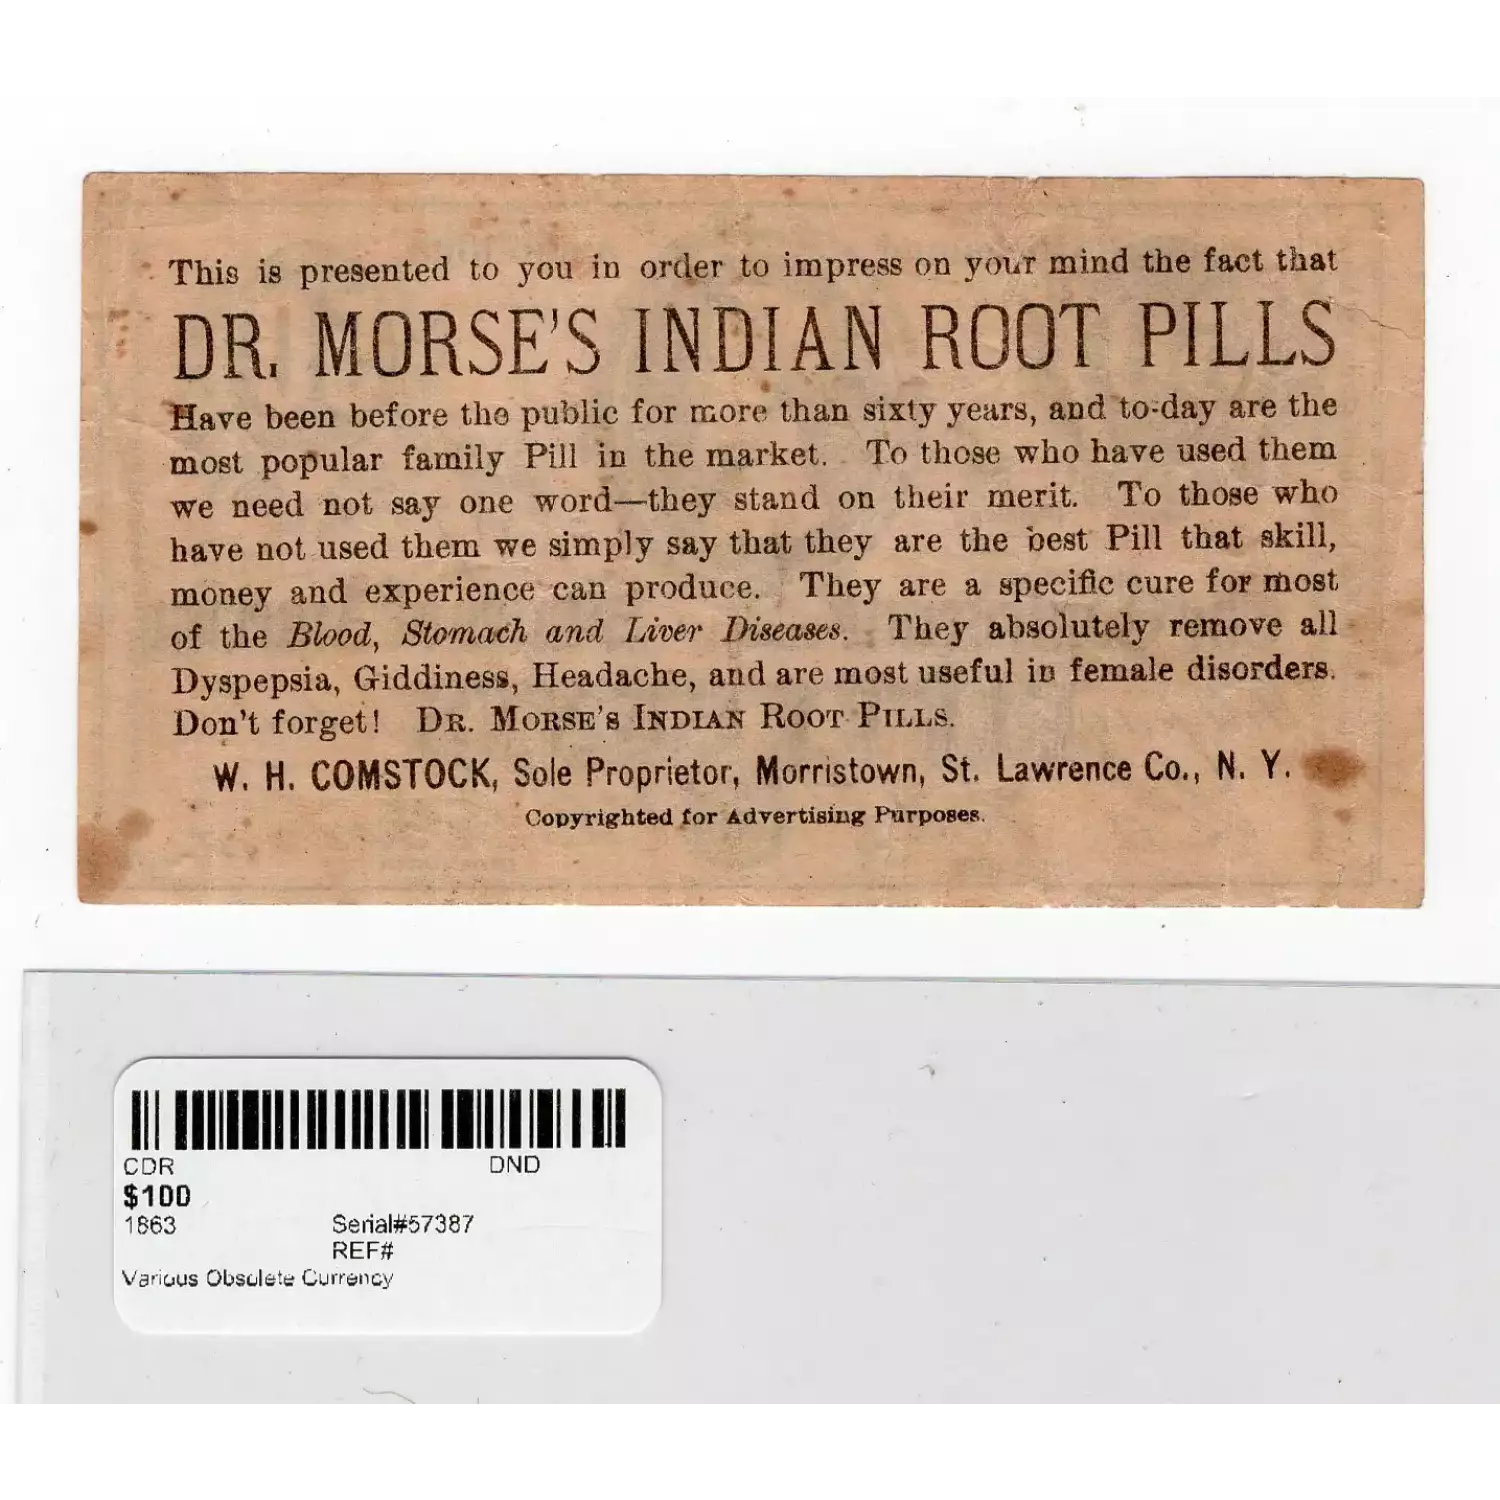 This is presented to you in order to impress on your mind the fact that
DR. MORSE'S INDIAN ROOT PILLS
Have been before the public for more than sixty years, and to-day are the
most popular family Pill in the market. To those who have used them
we need not say one word—they stand on their merit. To those who
have not used them we simply say that they are the best Pill that skill,
money and experience can produce. They are a specific cure for most
of the Blood, Stomach and Liver Diseases. They absolutely remove all
Dyspepsia, Giddiness, Headache, and are most useful in female disorders.
Don't forget! DR. MORSE'S INDIAN ROOT PILLS.
W. H. COMSTOCK, Sole Proprietor, Morristown, St. Lawrence Co., N. Y.
Copyrighted for Advertising Purposes.
CDR DND
$100
1863 Serial#57387
REF#
Various Obsolete Currency